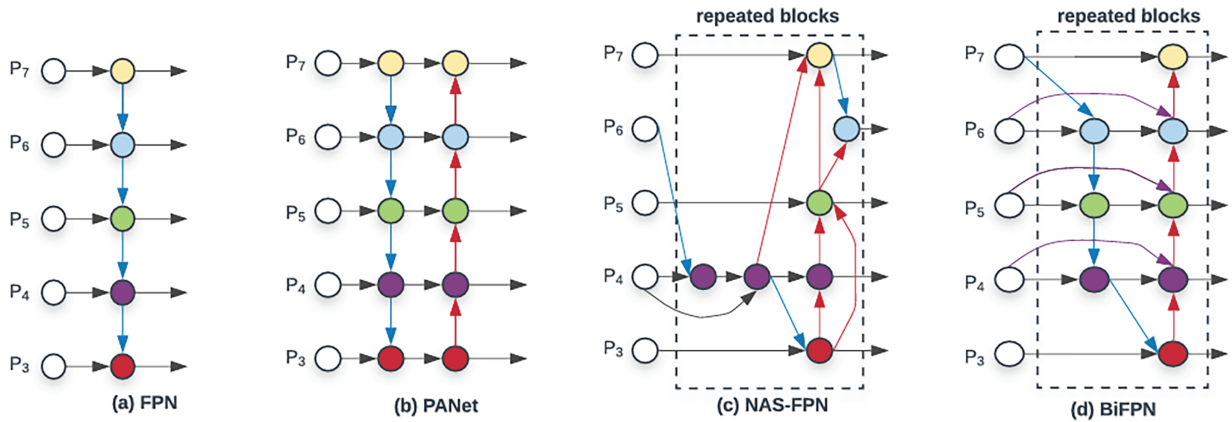 repeated blocks
repeated blocks
P7
P6
P5
P4
P3
(a) FPN
P7
P6
P5
P4
P3
(b) PANet
P7
P6
P5
P4
P3
(c) NAS-FPN
P7
P6
P5
P4
P3
(d) BiFPN